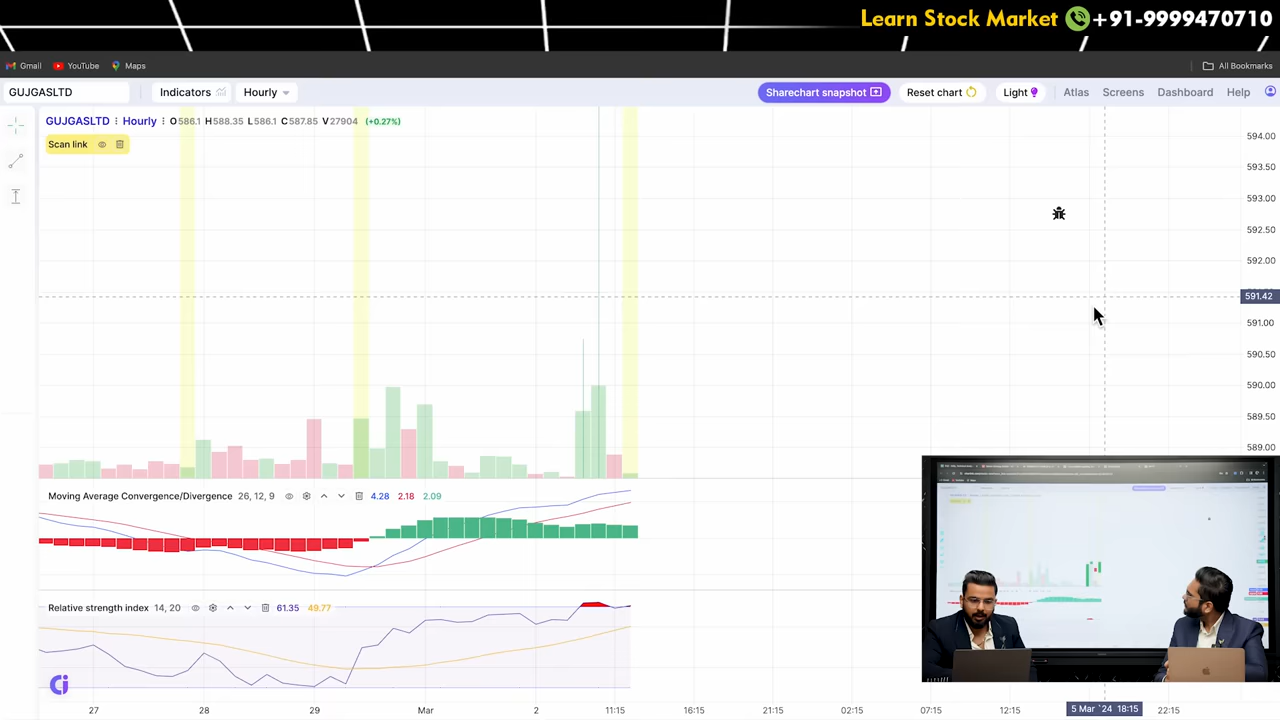 Learn Stock Market +91-9999470710
Gmail YouTube Maps All Bookmarks
GUJGASLTD Indicators Hourly Sharechart snapshot Reset chart Light Atlas Screens Dashboard Help
GUJGASLTD Hourly O586.1 H588.35 L586.1 C587.85 V27904 (+0.27%)
Scan link
594.00
593.50
593.00
592.50
592.00
591.42
591.00
590.50
590.00
589.50
589.00
Moving Average Convergence/Divergence 26, 12, 9 4.28 2.18 2.09
Relative strength index 14, 20 61.35 49.77
27 28 29 Mar 2 11:15 16:15 21:15 02:15 07:15 12:15 5 Mar `24 18:15 22:15